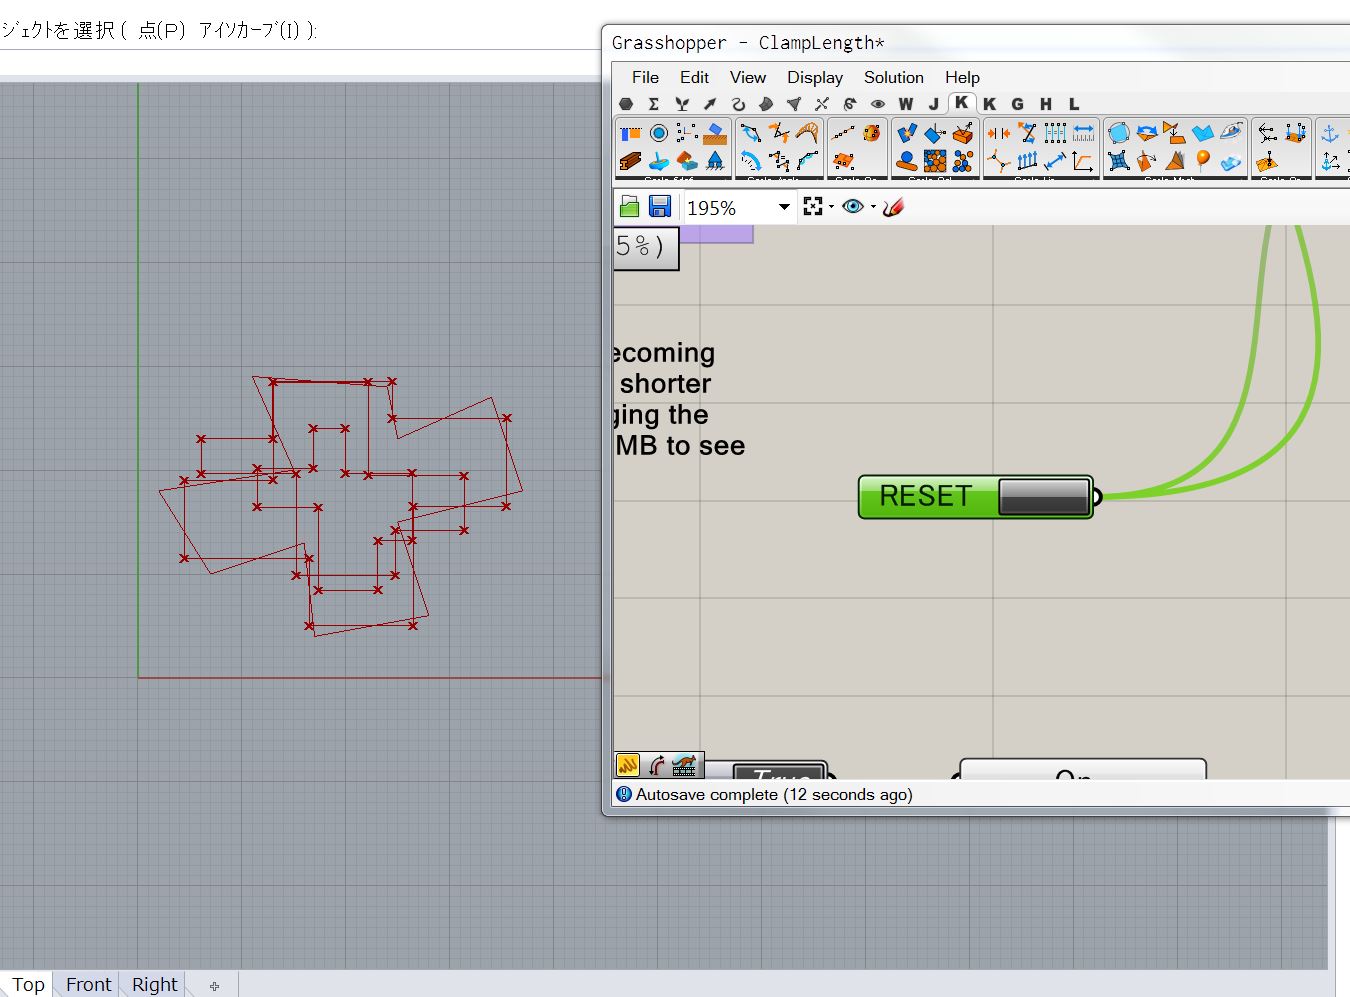 ジェクトを選択 ( 点(P) アイソカーブ(I) ):
Grasshopper - ClampLength*
File Edit View Display Solution Help
W J K K G H L
195%
5%)
ecoming
shorter
ging the
MB to see
RESET
True
On
Autosave complete (12 seconds ago)
Top Front Right